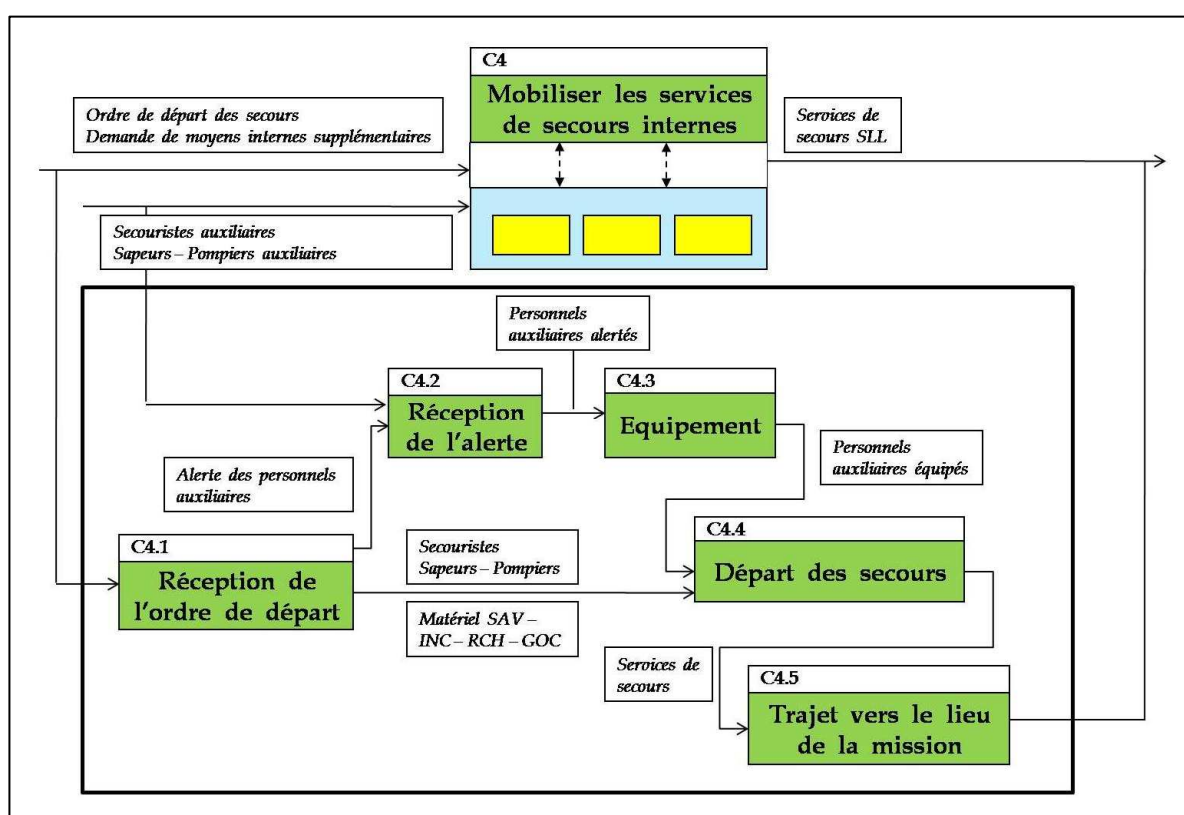 C4
Mobiliser les services
de secours internes
Ordre de départ des secours
Demande de moyens internes supplémentaires
Services de
secours SLL
Secouristes auxiliaires
Sapeurs – Pompiers auxiliaires
Personnels
auxiliaires alertés
C4.2
Réception
de l'alerte
C4.3
Equipement
Alerte des personnels
auxiliaires
Personnels
auxiliaires équipés
C4.1
Réception de
l'ordre de départ
Secouristes
Sapeurs – Pompiers
C4.4
Départ des secours
Matériel SAV –
INC – RCH – GOC
Services de
secours
C4.5
Trajet vers le lieu
de la mission